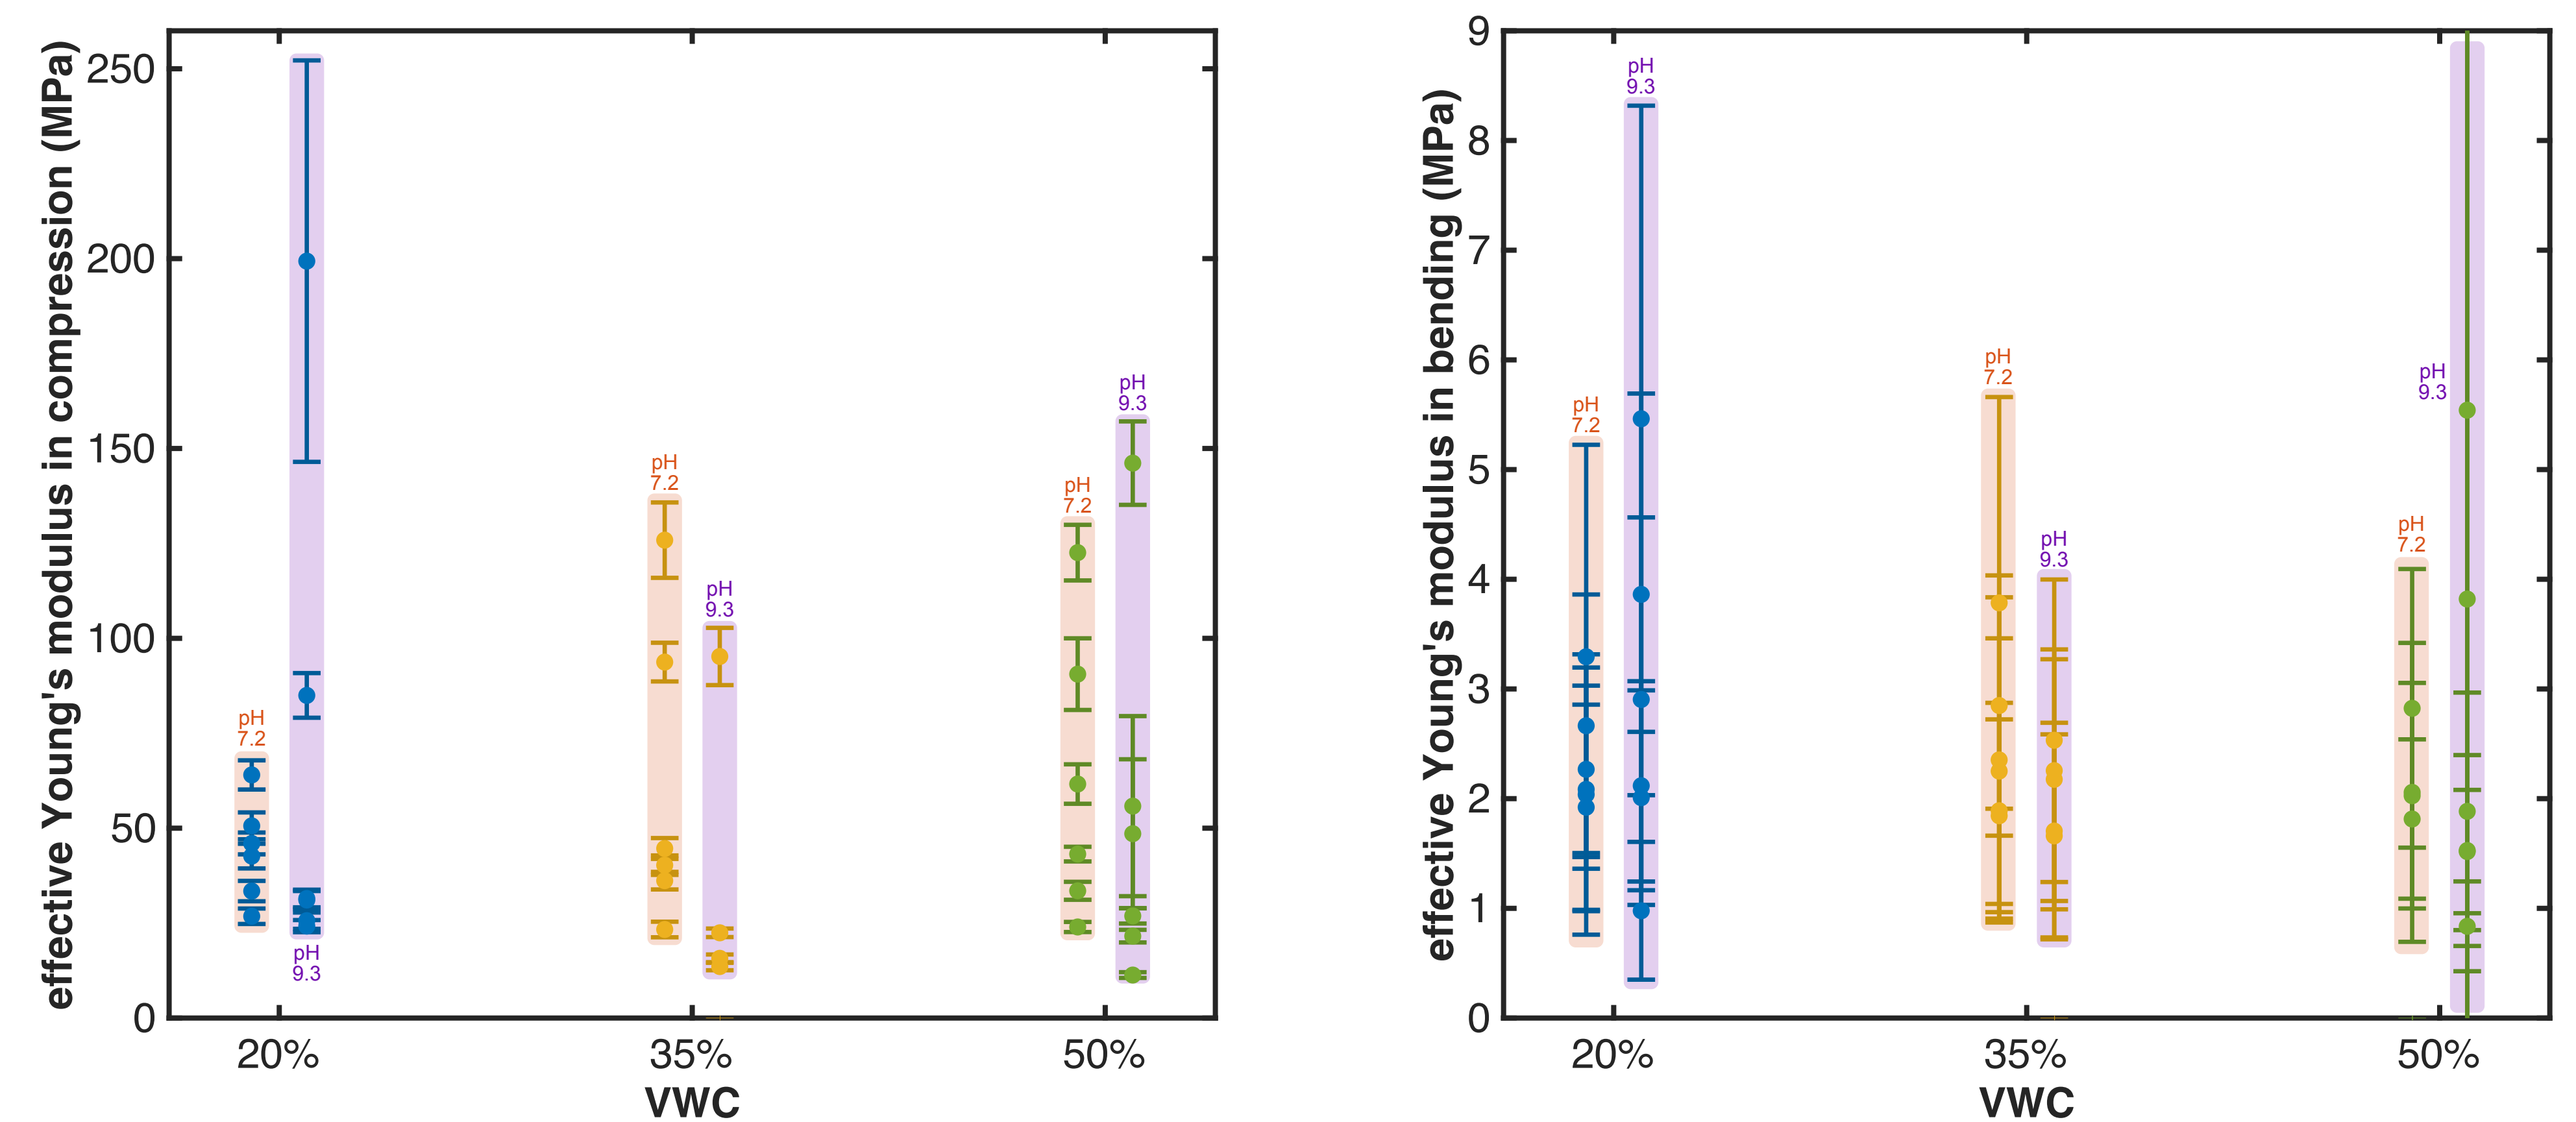 effective Young's modulus in compression (MPa)
250
200
150
100
50
0
pH
7.2
pH
9.3
pH
7.2
pH
9.3
pH
7.2
pH
9.3
20%
35%
50%
VWC
effective Young's modulus in bending (MPa)
9
8
7
6
5
4
3
2
1
0
pH
7.2
pH
9.3
pH
7.2
pH
9.3
pH
7.2
pH
9.3
20%
35%
50%
VWC